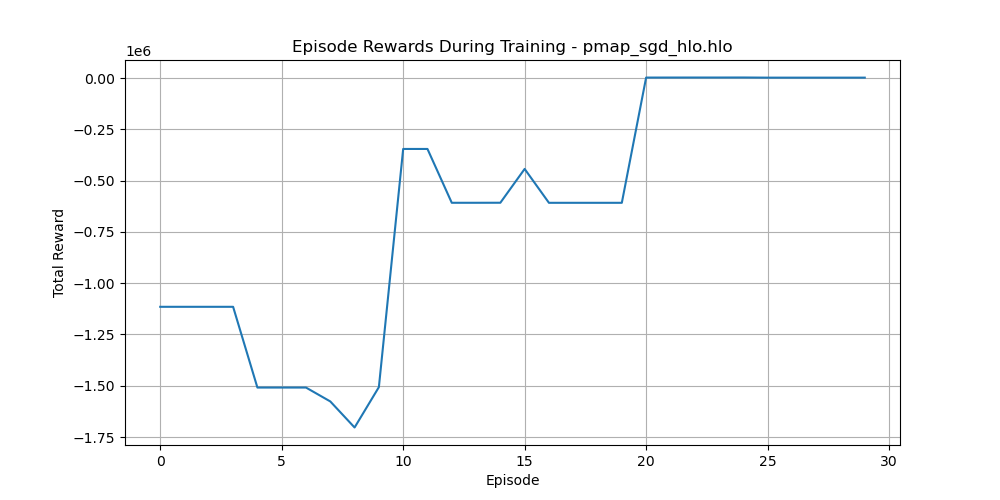 Episode Rewards During Training - pmap_sgd_hlo.hlo
1e6
0.00
−0.25
−0.50
−0.75
−1.00
−1.25
−1.50
−1.75
Total Reward
0 5 10 15 20 25 30
Episode